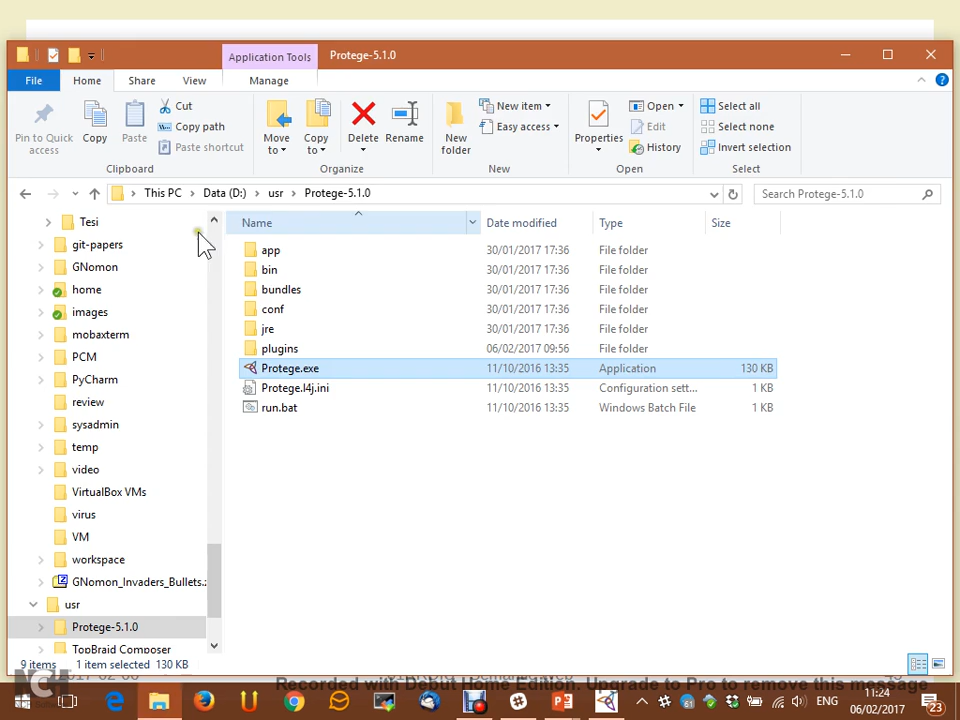 Application Tools
Protege-5.1.0
File
Home
Share
View
Manage
Pin to Quick access
Copy
Paste
Cut
Copy path
Paste shortcut
Clipboard
Move to
Copy to
Delete
Rename
Organize
New folder
New item
Easy access
New
Properties
Open
Edit
History
Open
Select all
Select none
Invert selection
Select
This PC > Data (D:) > usr > Protege-5.1.0
Search Protege-5.1.0
Tesi
git-papers
GNomon
home
images
mobaxterm
PCM
PyCharm
review
sysadmin
temp
video
VirtualBox VMs
virus
VM
workspace
GNomon_Invaders_Bullets.
usr
Protege-5.1.0
TopBraid Composer
Name Date modified Type Size
app 30/01/2017 17:36 File folder
bin 30/01/2017 17:36 File folder
bundles 30/01/2017 17:36 File folder
conf 30/01/2017 17:36 File folder
jre 30/01/2017 17:36 File folder
plugins 06/02/2017 09:56 File folder
Protege.exe 11/10/2016 13:35 Application 130 KB
Protege.l4j.ini 11/10/2016 13:35 Configuration sett... 1 KB
run.bat 11/10/2016 13:35 Windows Batch File 1 KB
9 items 1 item selected 130 KB
Recorded with Debut Home Edition. Upgrade to Pro to remove this message
61
ENG
11:24
06/02/2017
23